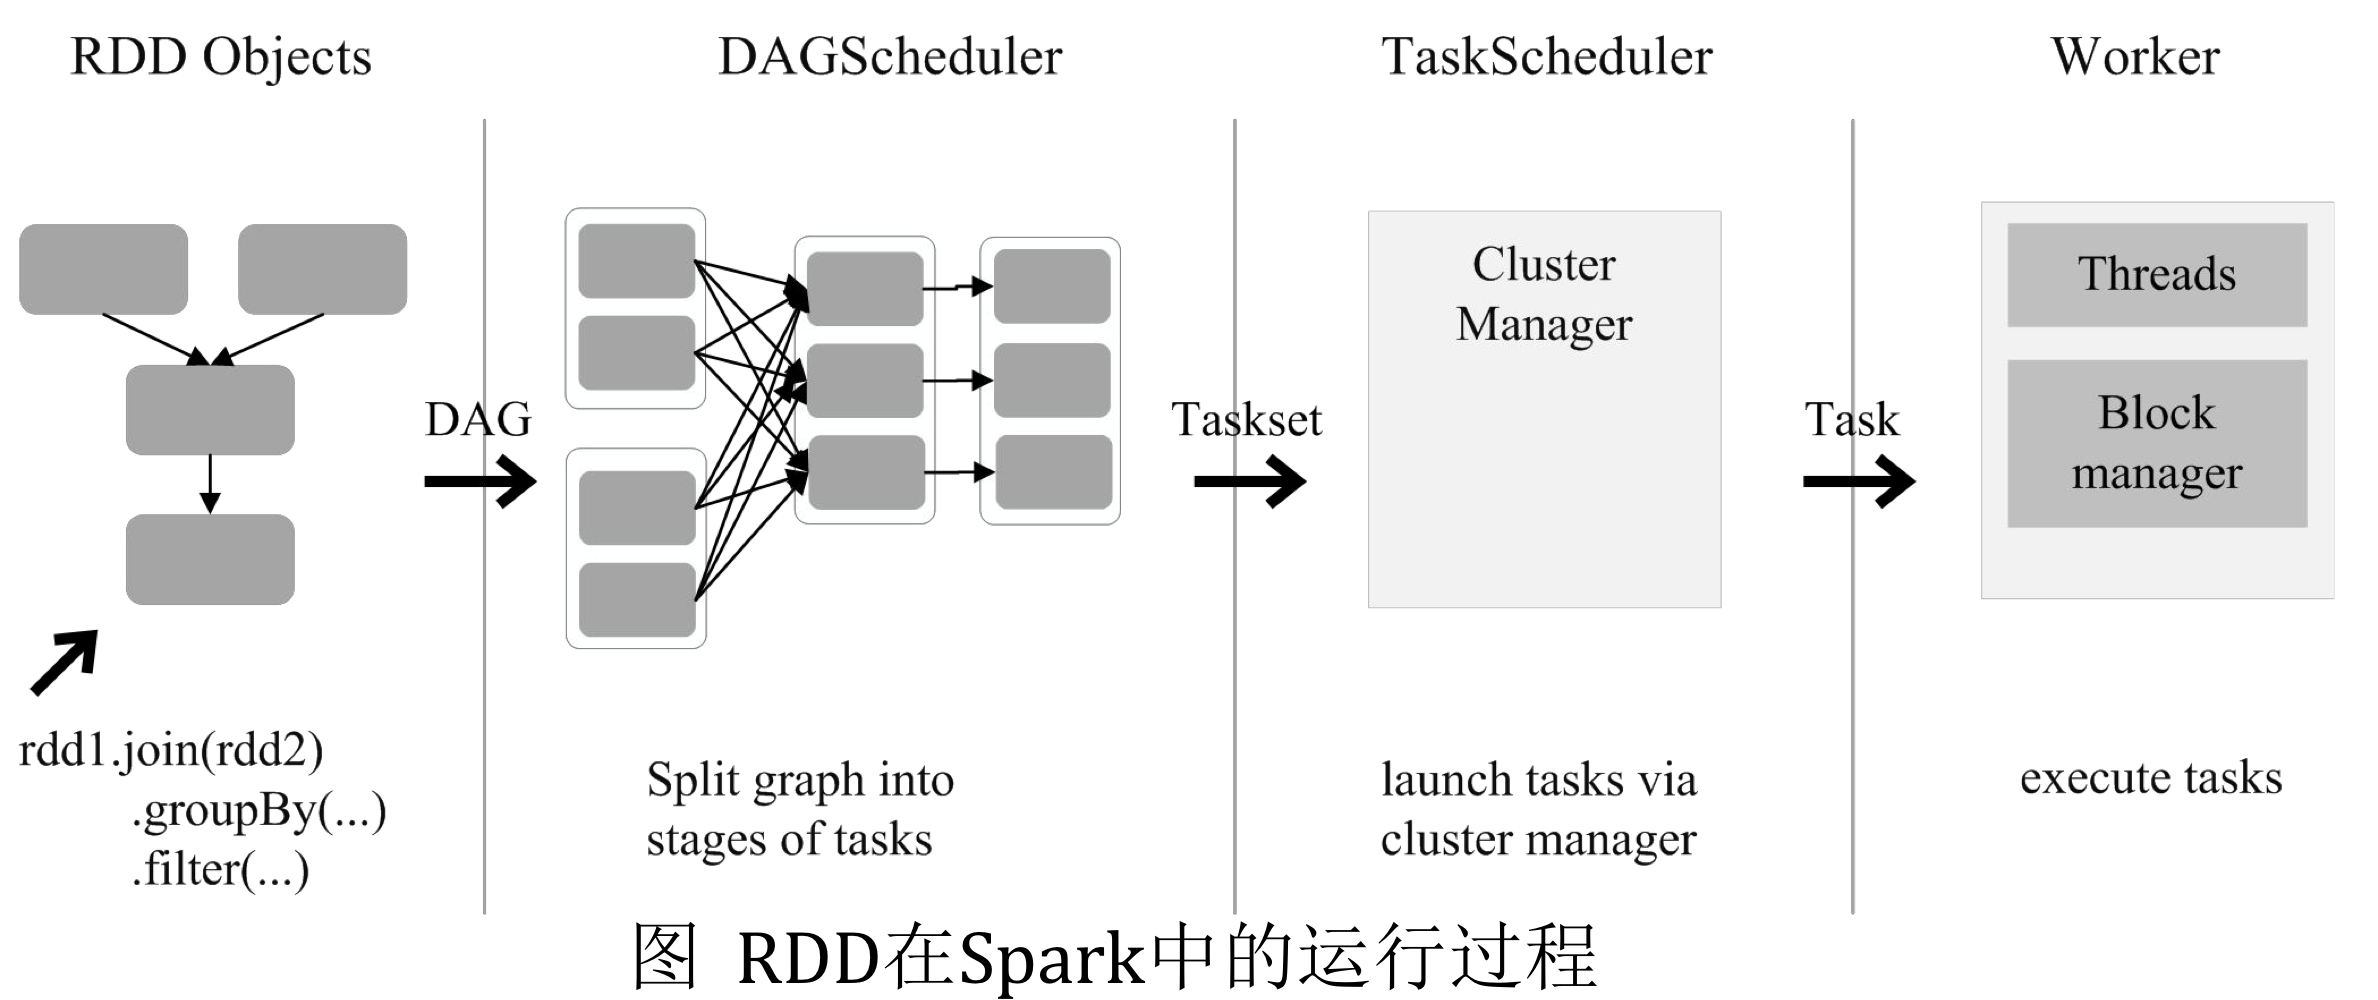 RDD Objects
DAGScheduler
TaskScheduler
Worker
DAG
Taskset
Cluster
Manager
Task
Threads
Block
manager
rdd1.join(rdd2)
.groupBy(...)
.filter(...)
Split graph into
stages of tasks
launch tasks via
cluster manager
execute tasks
图 RDD在Spark中的运行过程